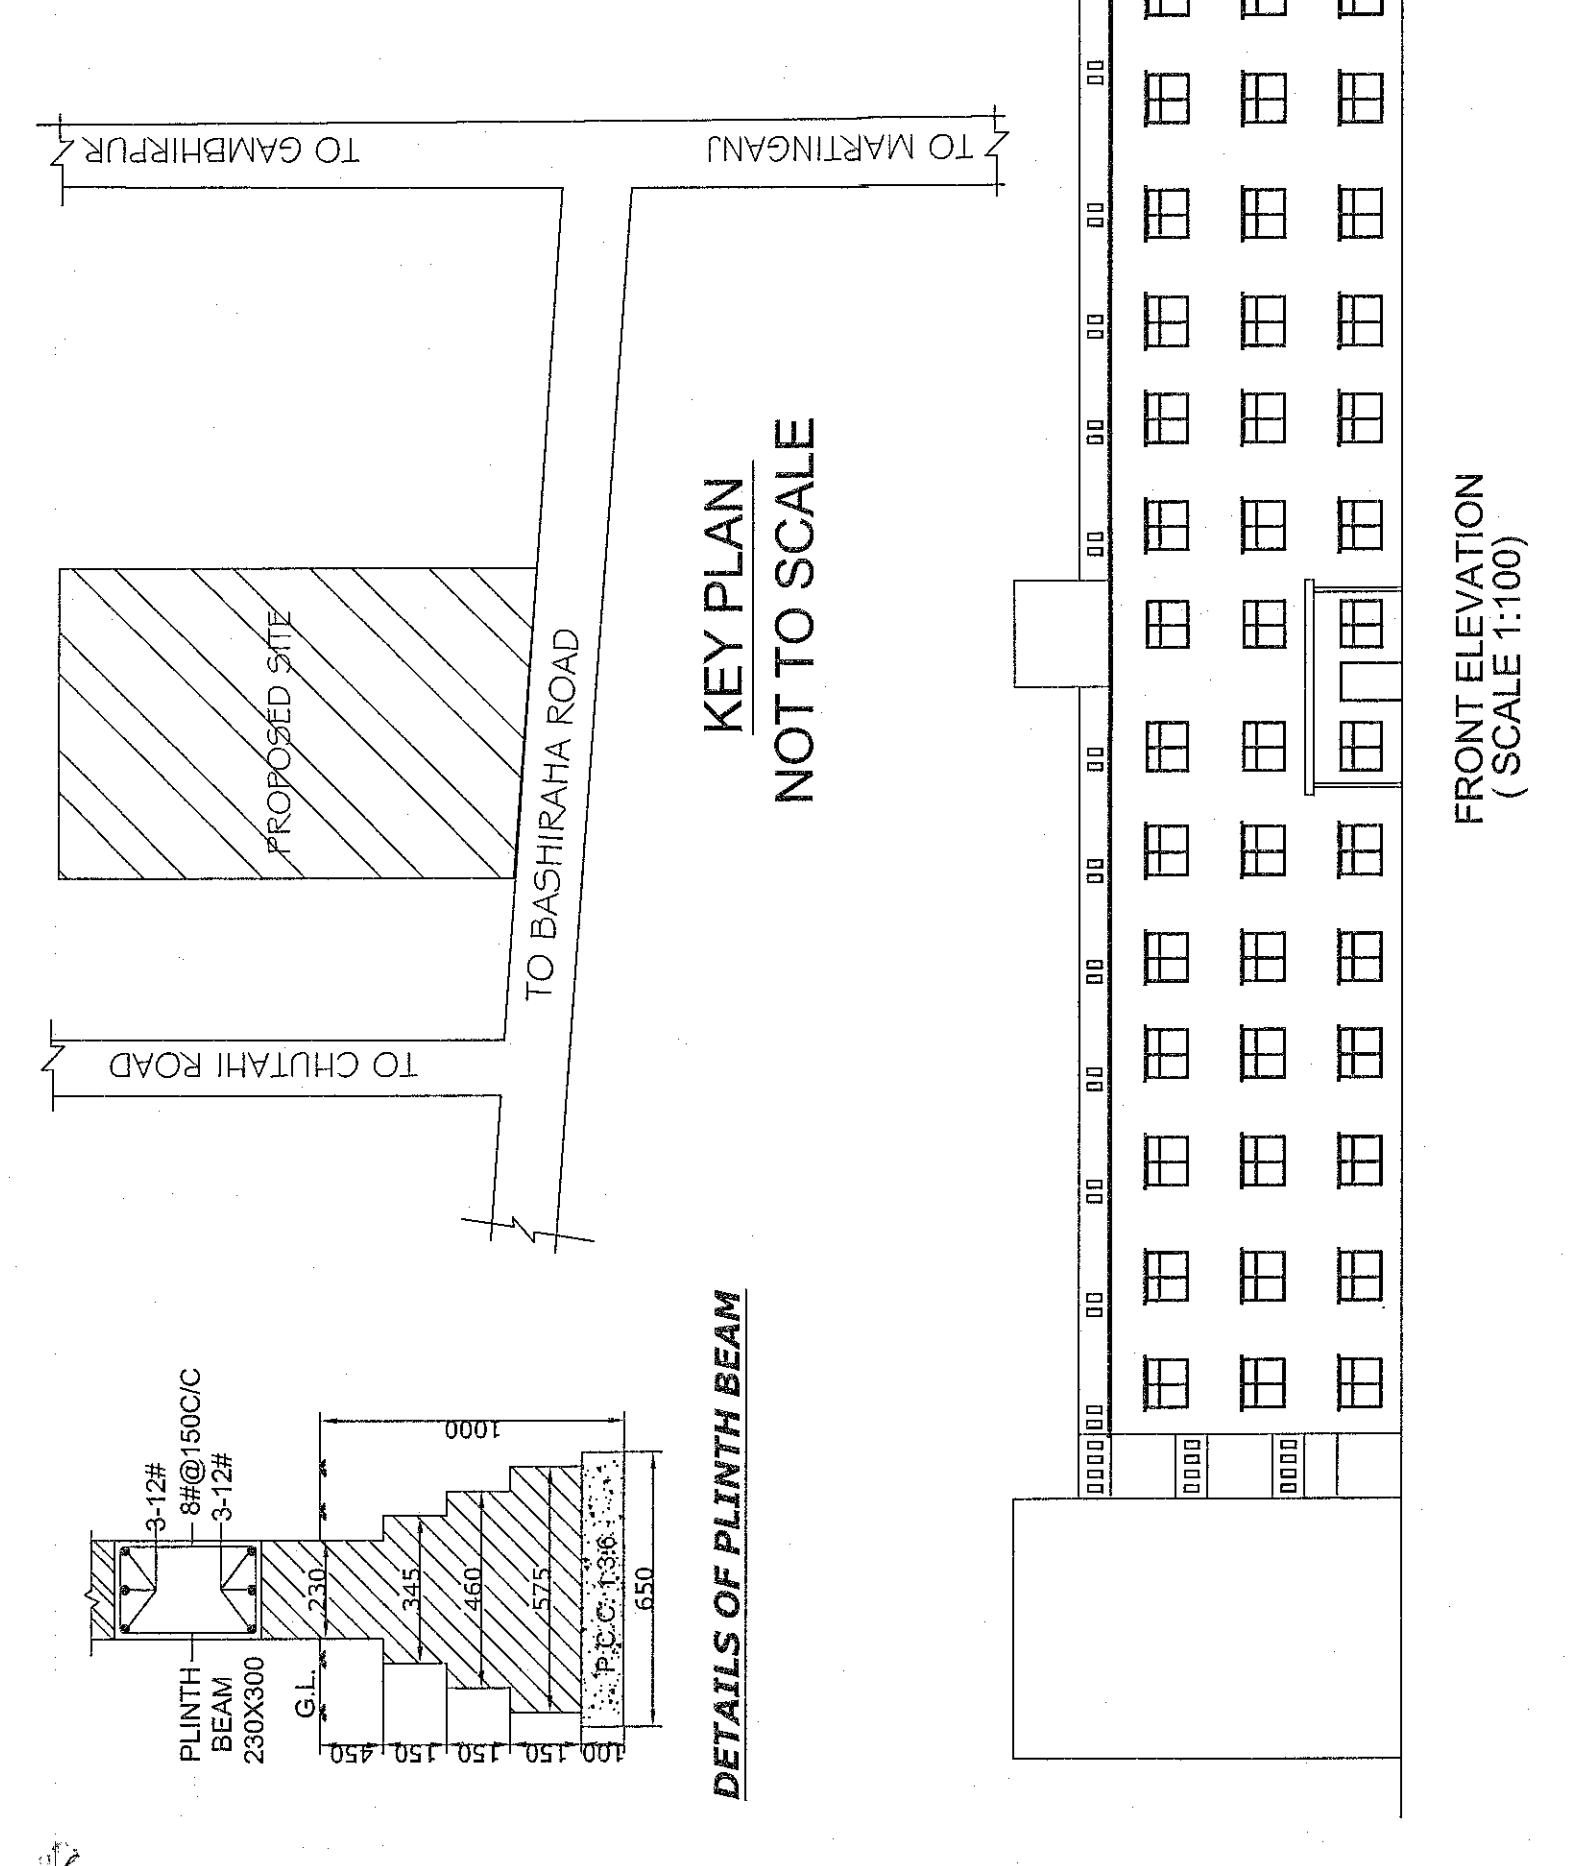 TO GAMBHIRPUR
TO MARTINGANJ
PROPOSED SITE
TO BASHIRAHA ROAD
TO CHUTAHI ROAD
KEY PLAN
NOT TO SCALE
3-12#
8#@150C/C
3-12#
PLINTH
BEAM
230X300
G.L.
230
345
460
575
P.C.C. 1:3:6
650
1000
450
150
150
150
100
DETAILS OF PLINTH BEAM
FRONT ELEVATION
( SCALE 1:100)